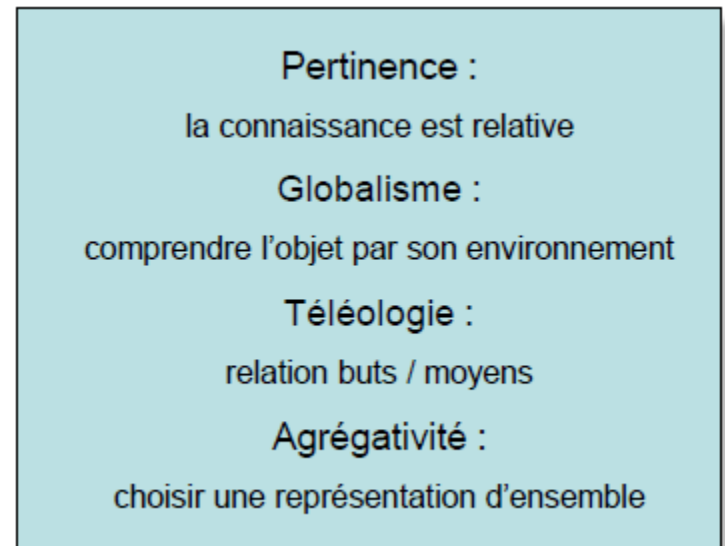 Pertinence :
la connaissance est relative
Globalisme :
comprendre l'objet par son environnement
Téléologie :
relation buts / moyens
Agrégativité :
choisir une représentation d'ensemble